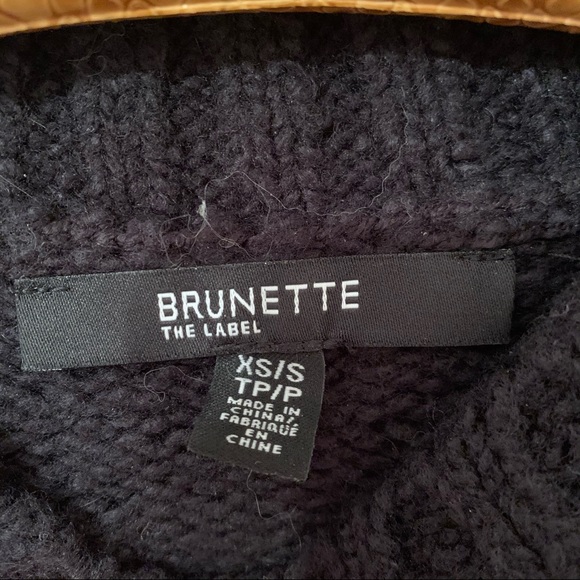 BRUNETTE
THE LABEL
XS/S
TP/P
MADE IN
CHINA/
FABRIQUÉ
EN
CHINE